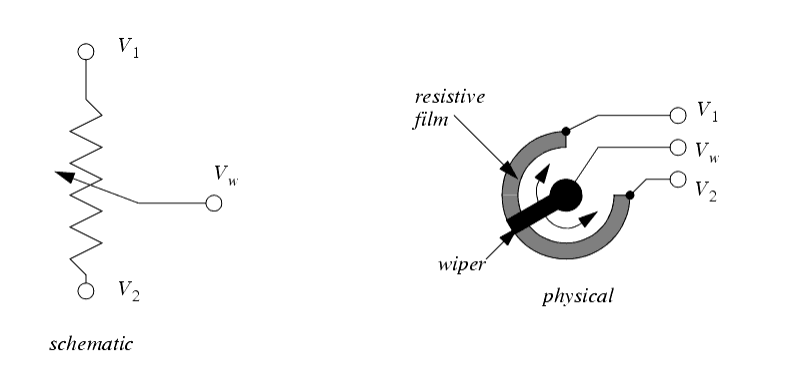 V1
Vw
V2
schematic
resistive
film
V1
Vw
V2
wiper
physical